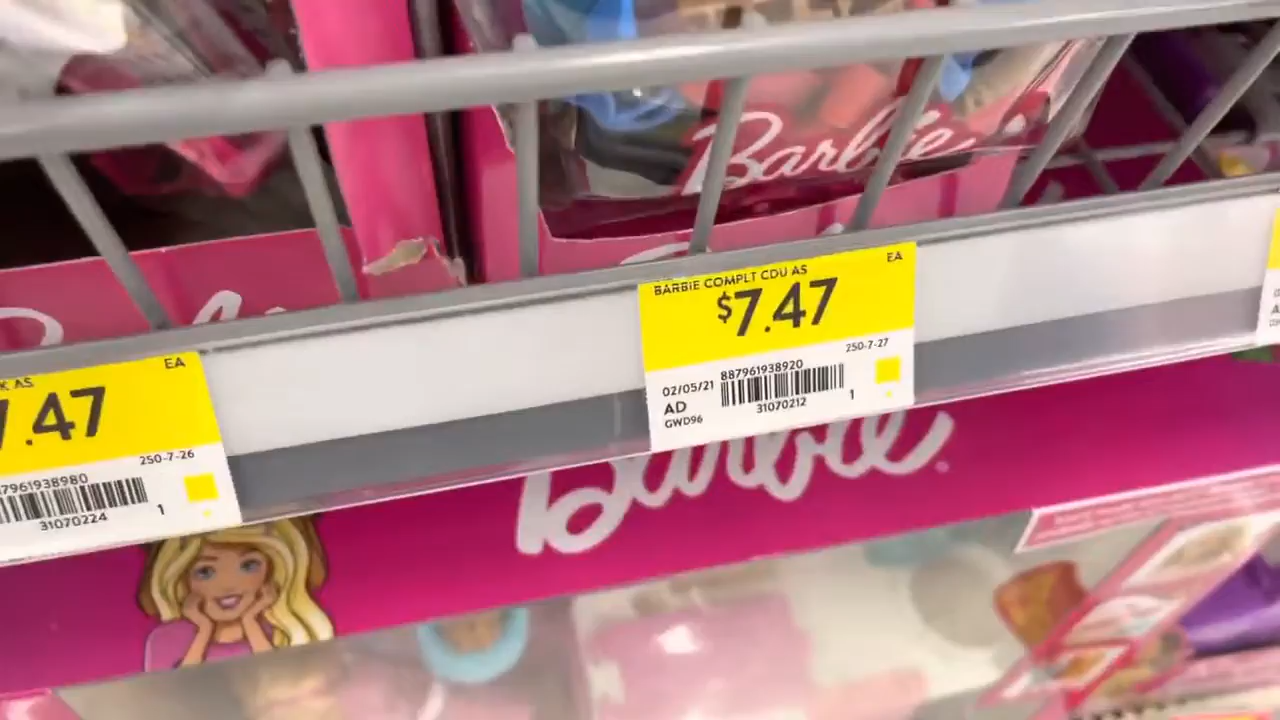 Barbie
BARBIE COMPLT CDU AS
EA
$7.47
250-7-27
887961938920
02/05/21
AD
GWD96
31070212
1
K AS
EA
7.47
250-7-26
7961938980
31070224
1
Barbie